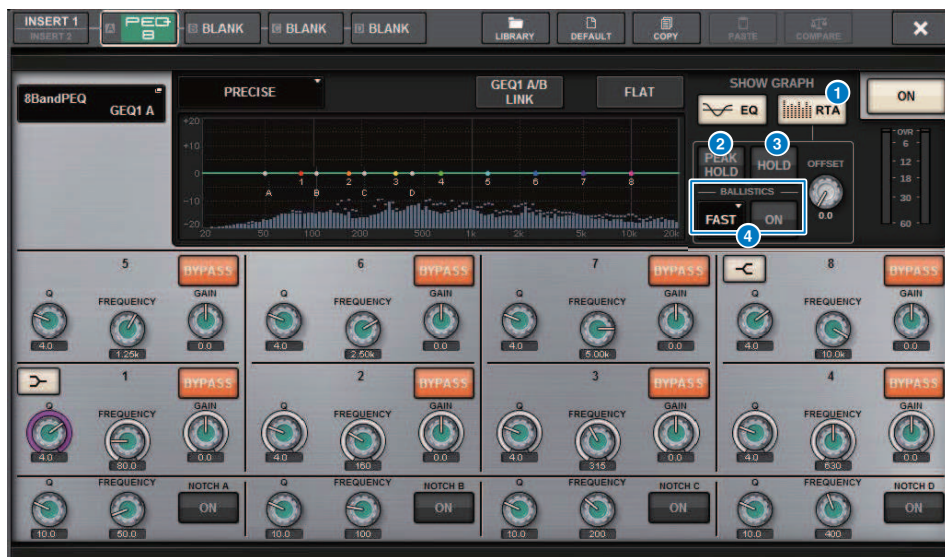 INSERT 1
INSERT 2
A PEQ 8
B BLANK
C BLANK
D BLANK
LIBRARY
DEFAULT
COPY
PASTE
COMPARE
8BandPEQ
GEQ1 A
PRECISE
GEQ1 A/B
LINK
FLAT
SHOW GRAPH
EQ
RTA
1
ON
2
3
PEAK
HOLD
HOLD
OFFSET
0.0
BALLISTICS
FAST
ON
4
OVR
6
12
18
30
60
+20
+10
0
-10
-20
1 2 3 4 5 6 7 8
A B C D
20 50 100 200 500 1k 2k 5k 10k 20k
5 BYPASS 6 BYPASS 7 BYPASS 8 BYPASS
Q FREQUENCY GAIN Q FREQUENCY GAIN Q FREQUENCY GAIN Q FREQUENCY GAIN
4.0 1.25k 0.0 4.0 2.50k 0.0 4.0 5.00k 0.0 4.0 10.0k 0.0
1 BYPASS 2 BYPASS 3 BYPASS 4 BYPASS
Q FREQUENCY GAIN Q FREQUENCY GAIN Q FREQUENCY GAIN Q FREQUENCY GAIN
4.0 80.0 0.0 4.0 160 0.0 4.0 315 0.0 4.0 630 0.0
Q FREQUENCY NOTCH A Q FREQUENCY NOTCH B Q FREQUENCY NOTCH C Q FREQUENCY NOTCH D
ON ON ON ON
10.0 50.0 10.0 100 10.0 200 10.0 400